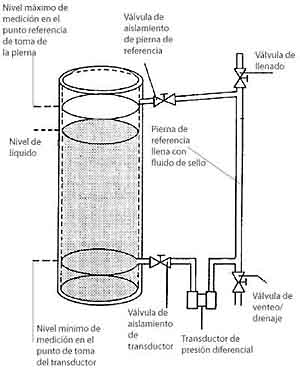 Nivel máximo de
medición en el
punto referencia
de toma de
la pierna
Válvula de
aislamiento
de pierna de
referencia
Válvula de
llenado
Nivel de
líquido
Pierna de
referencia
llena con
fluido de sello
Nivel mínimo de
medición en el
punto de toma
del transductor
Válvula de
aislamiento
de
transductor
Transductor de
presión diferencial
Válvula de
venteo/
drenaje